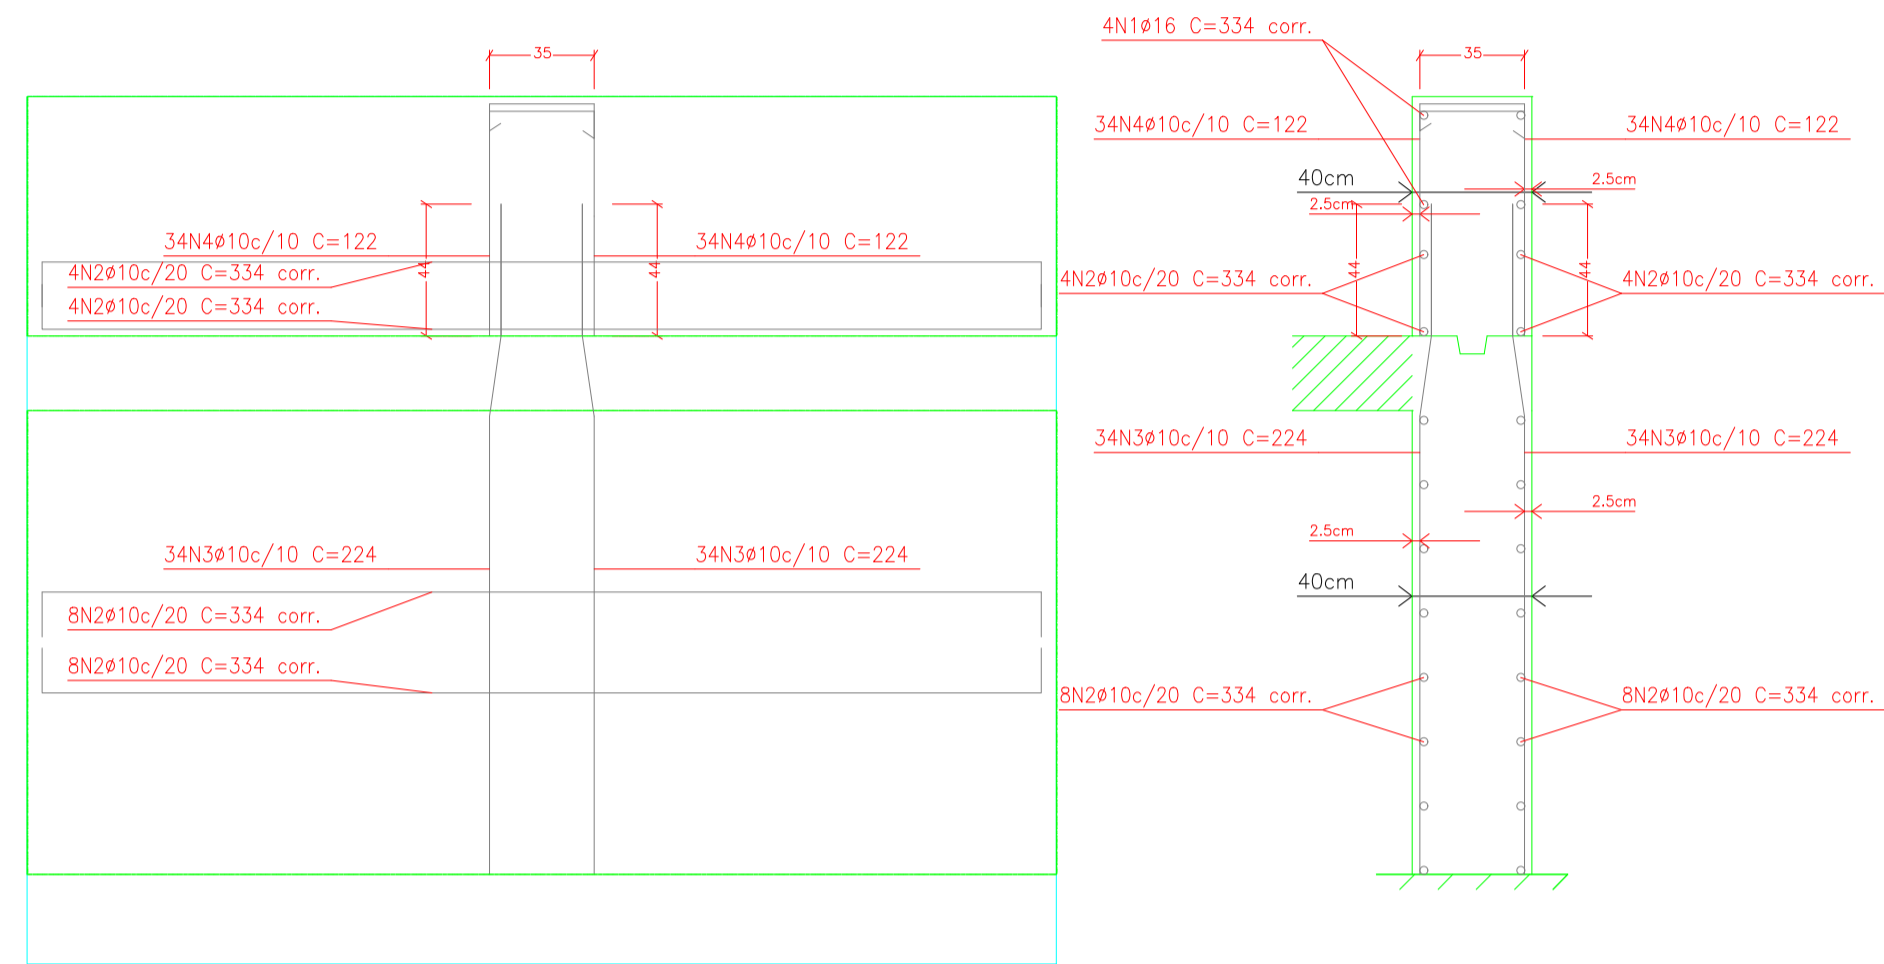 4N1ø16 C=334 corr.
35
35
34N4ø10c/10 C=122
34N4ø10c/10 C=122
40cm
2.5cm
2.5cm
34N4ø10c/10 C=122
34N4ø10c/10 C=122
4N2ø10c/20 C=334 corr.
44
44
44
44
4N2ø10c/20 C=334 corr.
4N2ø10c/20 C=334 corr.
4N2ø10c/20 C=334 corr.
34N3ø10c/10 C=224
34N3ø10c/10 C=224
2.5cm
2.5cm
34N3ø10c/10 C=224
34N3ø10c/10 C=224
40cm
8N2ø10c/20 C=334 corr.
8N2ø10c/20 C=334 corr.
8N2ø10c/20 C=334 corr.
8N2ø10c/20 C=334 corr.